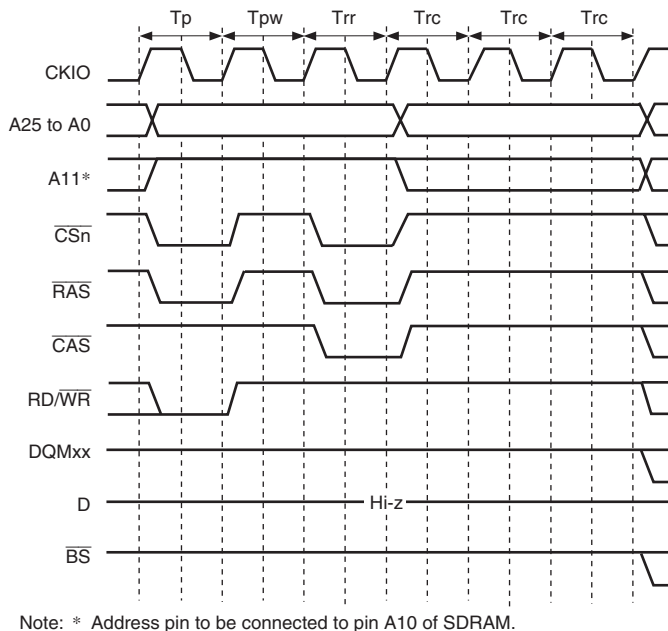 Tp Tpw Trr Trc Trc Trc
CKIO
A25 to A0
A11*
CSn
RAS
CAS
RD/WR
DQMxx
D
Hi-z
BS
Note: * Address pin to be connected to pin A10 of SDRAM.